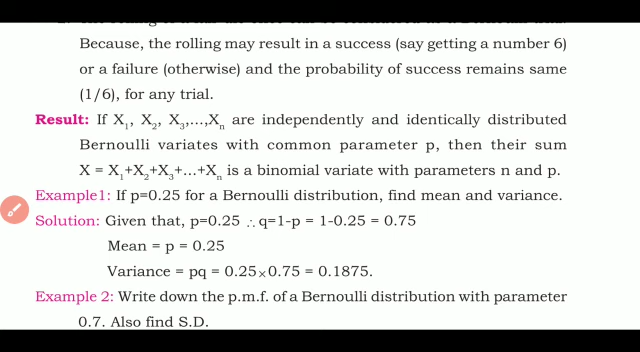 Because, the rolling may result in a success (say getting a number 6)
or a failure (otherwise) and the probability of success remains same
(1/6), for any trial.
Result: If X₁, X₂, X₃,...,Xₙ are independently and identically distributed
Bernoulli variates with common parameter p, then their sum
X = X₁+X₂+X₃+...+Xₙ is a binomial variate with parameters n and p.
Example1: If p=0.25 for a Bernoulli distribution, find mean and variance.
Solution: Given that, p=0.25 ∴ q=1-p = 1-0.25 = 0.75
Mean = p = 0.25
Variance = pq = 0.25×0.75 = 0.1875.
Example 2: Write down the p.m.f. of a Bernoulli distribution with parameter
0.7. Also find S.D.